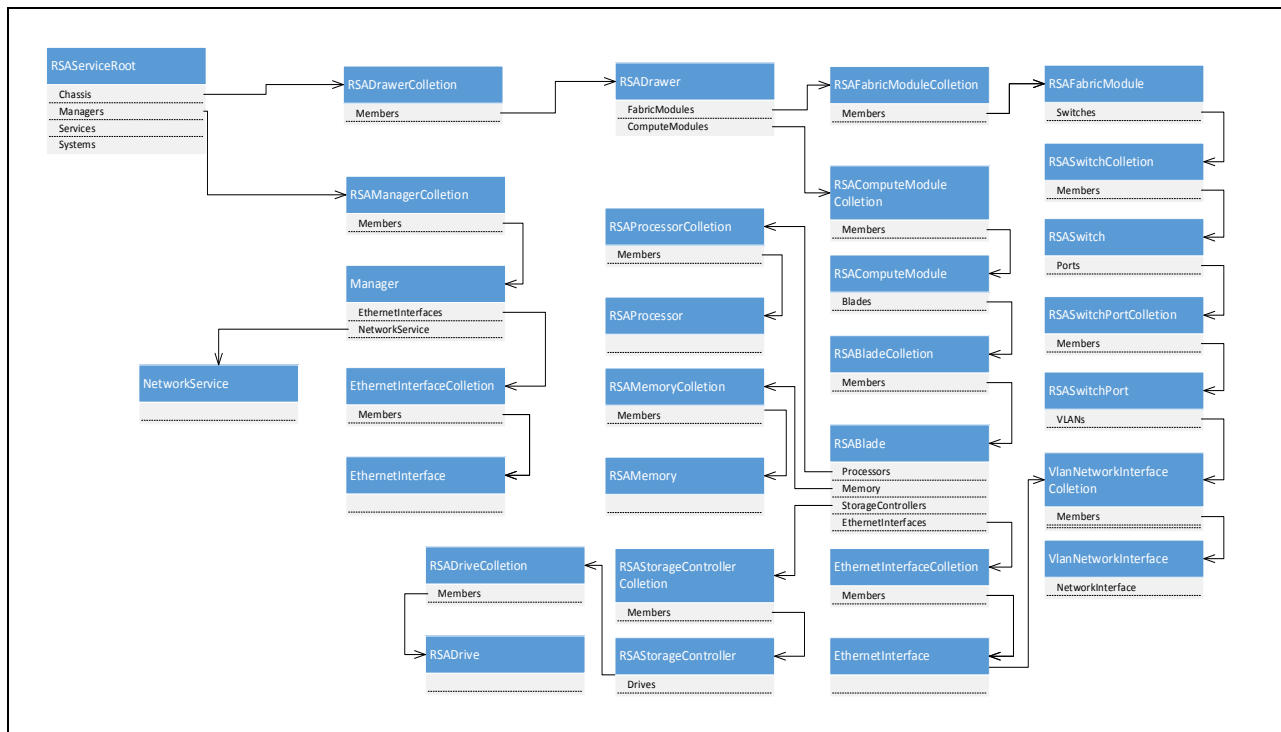 RSAServiceRoot
Chassis
Managers
Services
Systems
RSADrawerColletion
Members
RSADrawer
FabricModules
ComputeModules
RSAFabricModuleColletion
Members
RSAFabricModule
Switches
RSASwitchColletion
Members
RSASwitch
Ports
RSASwitchPortColletion
Members
RSASwitchPort
VLANs
VlanNetworkInterface
Colletion
Members
VlanNetworkInterface
NetworkInterface
RSAManagerColletion
Members
Manager
EthernetInterfaces
NetworkService
NetworkService
EthernetInterfaceColletion
Members
EthernetInterface
RSAProcessorColletion
Members
RSAProcessor
RSAMemoryColletion
Members
RSAMemory
RSAComputeModule
Colletion
Members
RSAComputeModule
Blades
RSABladeColletion
Members
RSABlade
Processors
Memory
StorageControllers
EthernetInterfaces
EthernetInterfaceColletion
Members
EthernetInterface
RSAStorageController
Colletion
Members
RSAStorageController
Drives
RSADriveColletion
Members
RSADrive